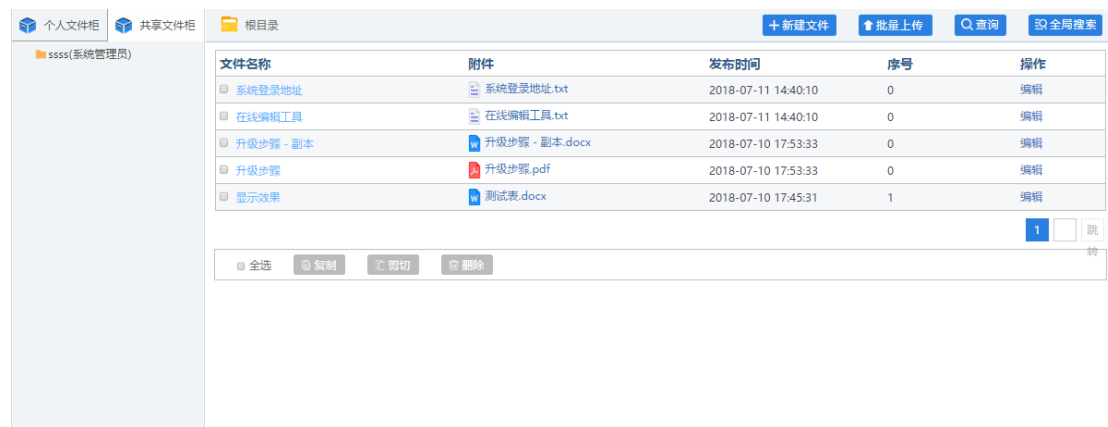 个人文件柜 共享文件柜 根目录 新建文件 批量上传 查询 全局搜索
ssss(系统管理员)
文件名称 附件 发布时间 序号 操作
系统登录地址 系统登录地址.txt 2018-07-11 14:40:10 0 编辑
在线编辑工具 在线编辑工具.txt 2018-07-11 14:40:10 0 编辑
升级步骤 - 副本 升级步骤 - 副本.docx 2018-07-10 17:53:33 0 编辑
升级步骤 升级步骤.pdf 2018-07-10 17:53:33 0 编辑
显示效果 测试表.docx 2018-07-10 17:45:31 1 编辑
1 跳
转
全选 复制 剪切 删除